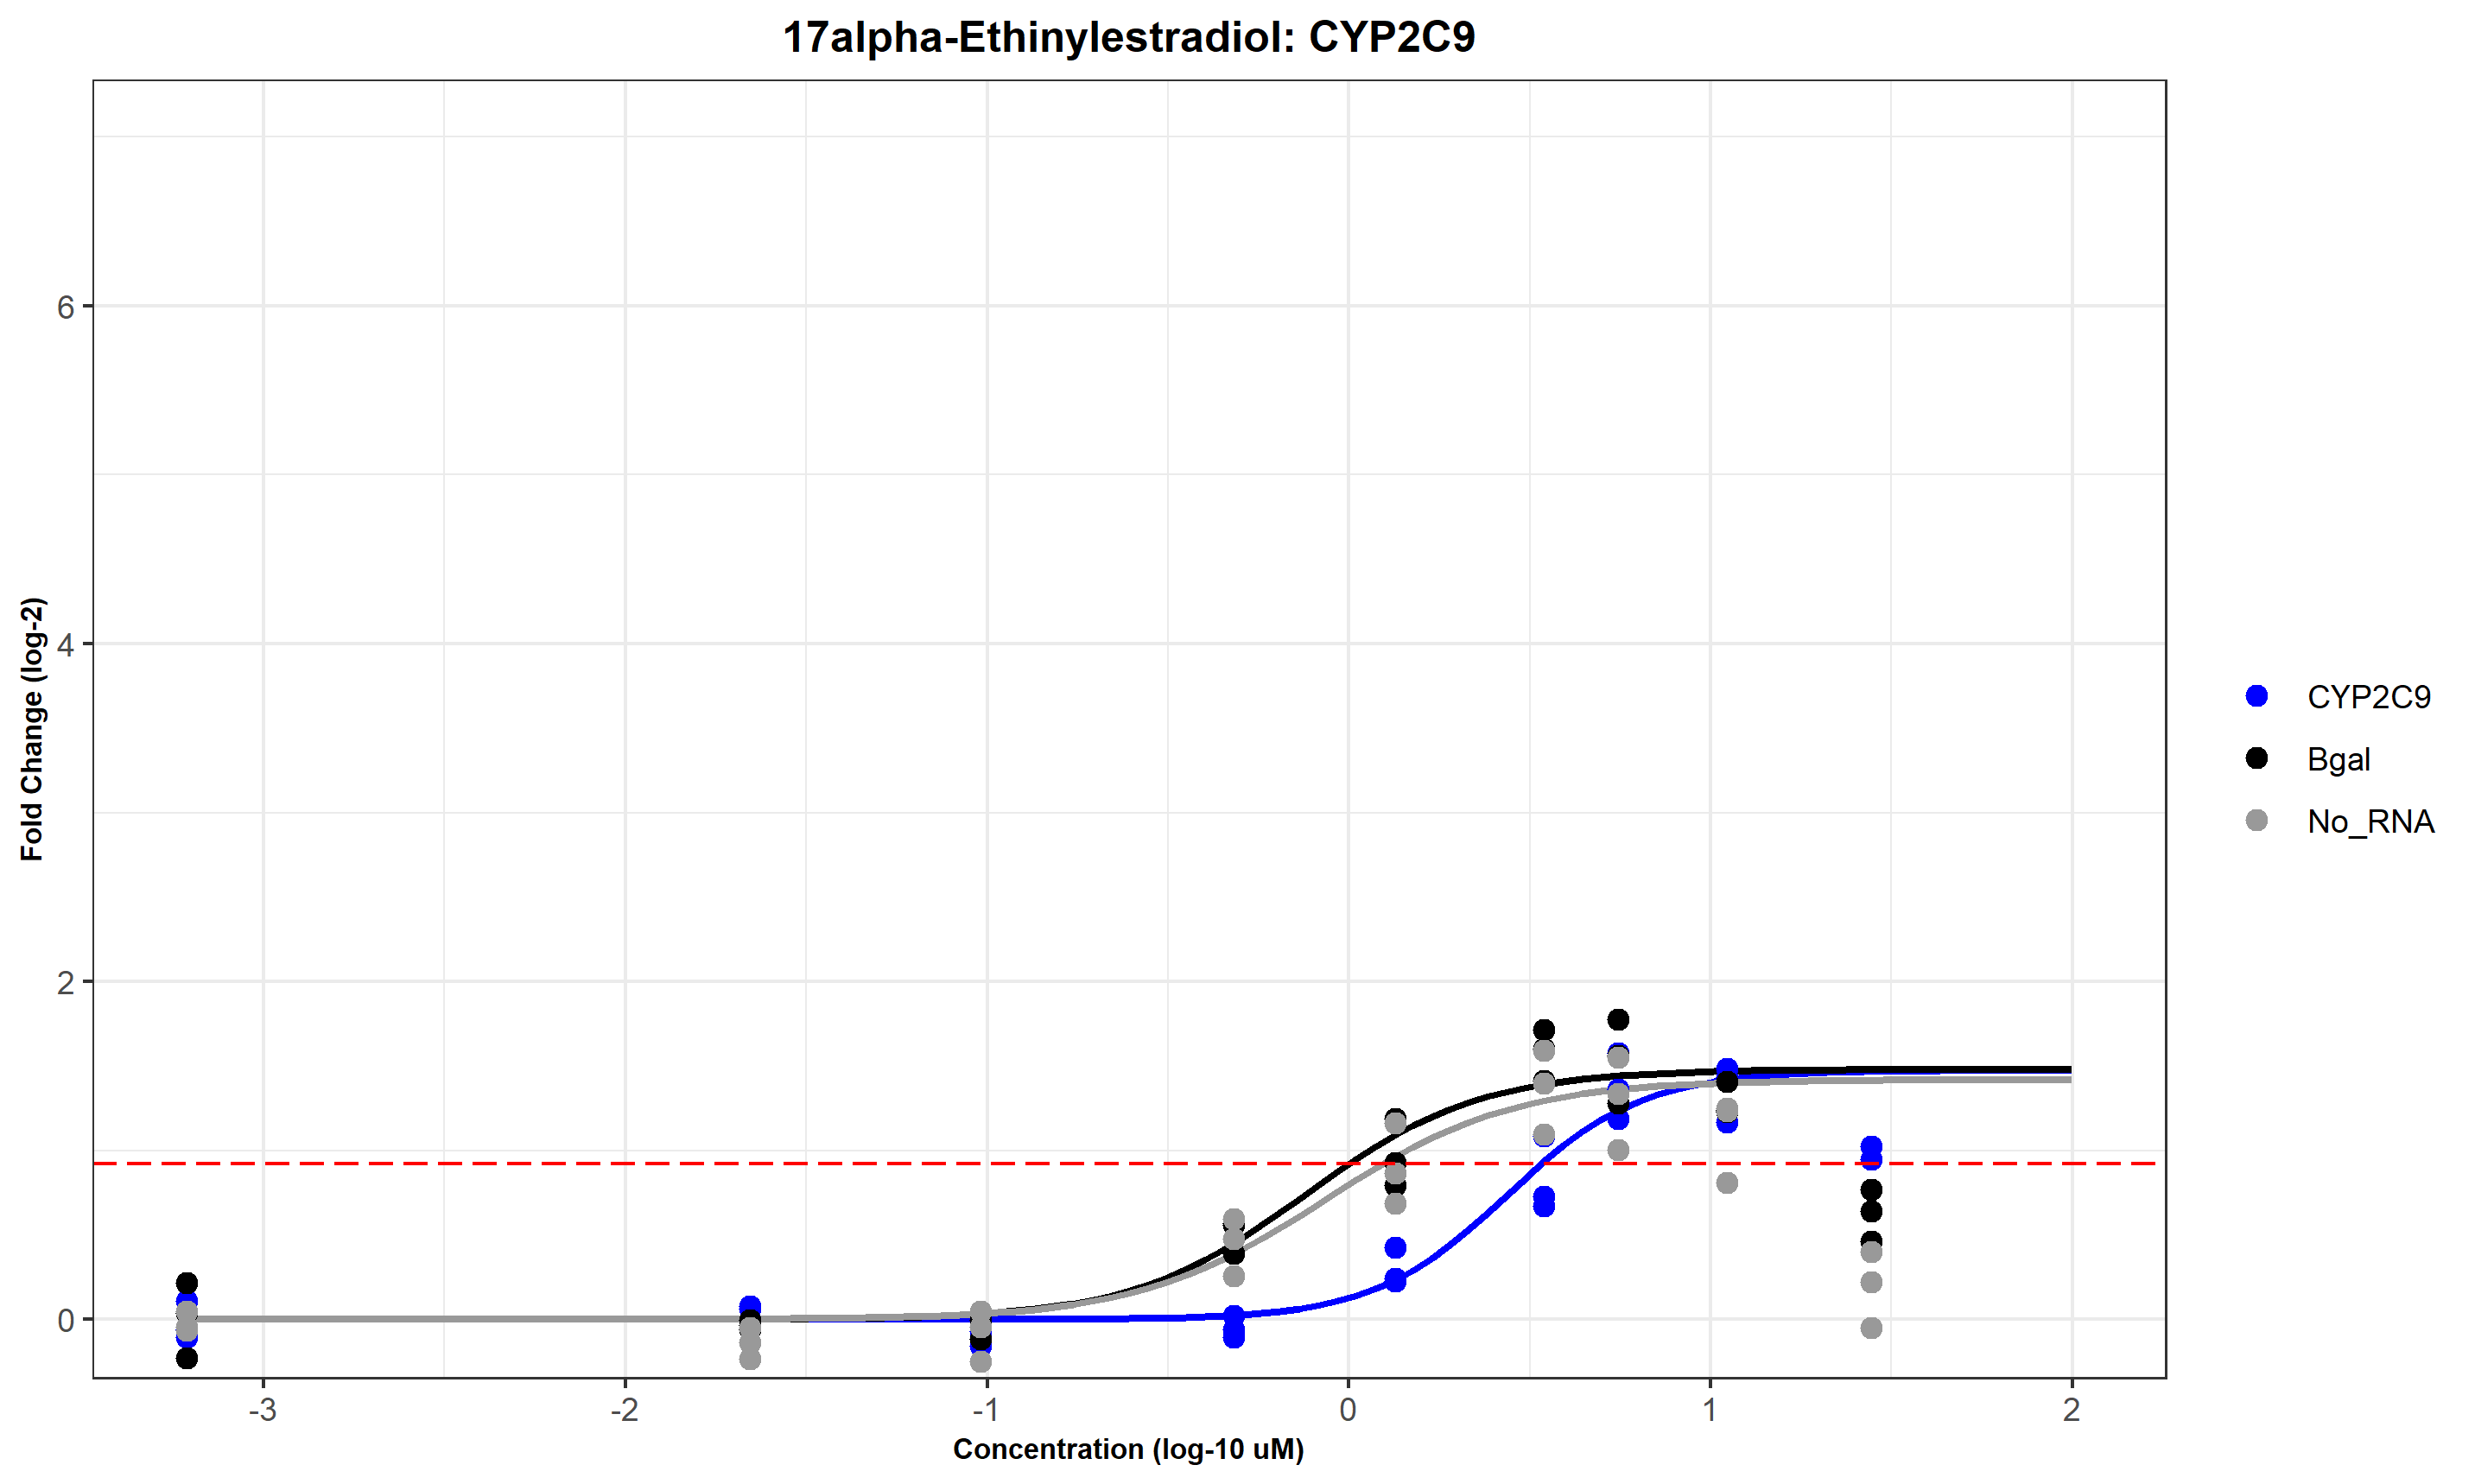 17alpha-Ethinylestradiol: CYP2C9
Fold Change (log-2)
6
4
2
0
-3
-2
-1
0
1
2
Concentration (log-10 uM)
CYP2C9
Bgal
No_RNA